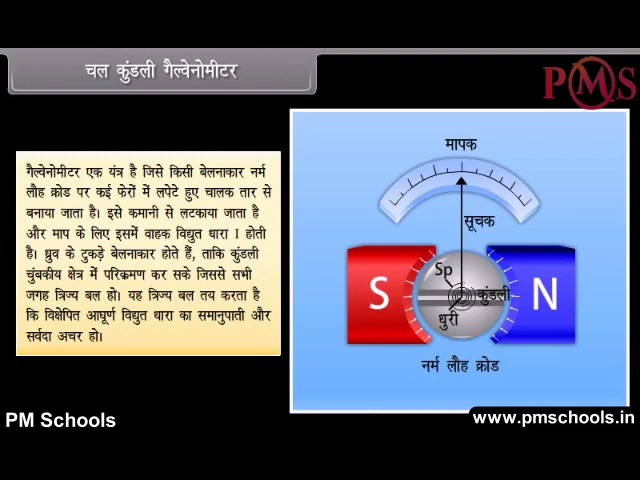 चल कुंडली गैल्वेनोमीटर
PMS
गैल्वेनोमीटर एक यंत्र है जिसे किसी बेलनाकार नर्म
लौह क्रोड पर कई फेरों में लपेटे हुए चालक तार से
बनाया जाता है। इसे कमानी से लटकाया जाता है
और माप के लिए इसमें वाहक विद्युत धारा I होती
है। ध्रुव के टुकड़े बेलनाकार होते हैं, ताकि कुंडली
चुंबकीय क्षेत्र में परिक्रमण कर सके जिससे सभी
जगह त्रिज्य बल हो। यह त्रिज्य बल तय करता है
कि विक्षेपित आघूर्ण विद्युत धारा का समानुपाती और
सर्वदा अचर हो।
मापक
सूचक
Sp
S
कुंडली
N
धुरी
नर्म लौह क्रोड
PM Schools
www.pmschools.in